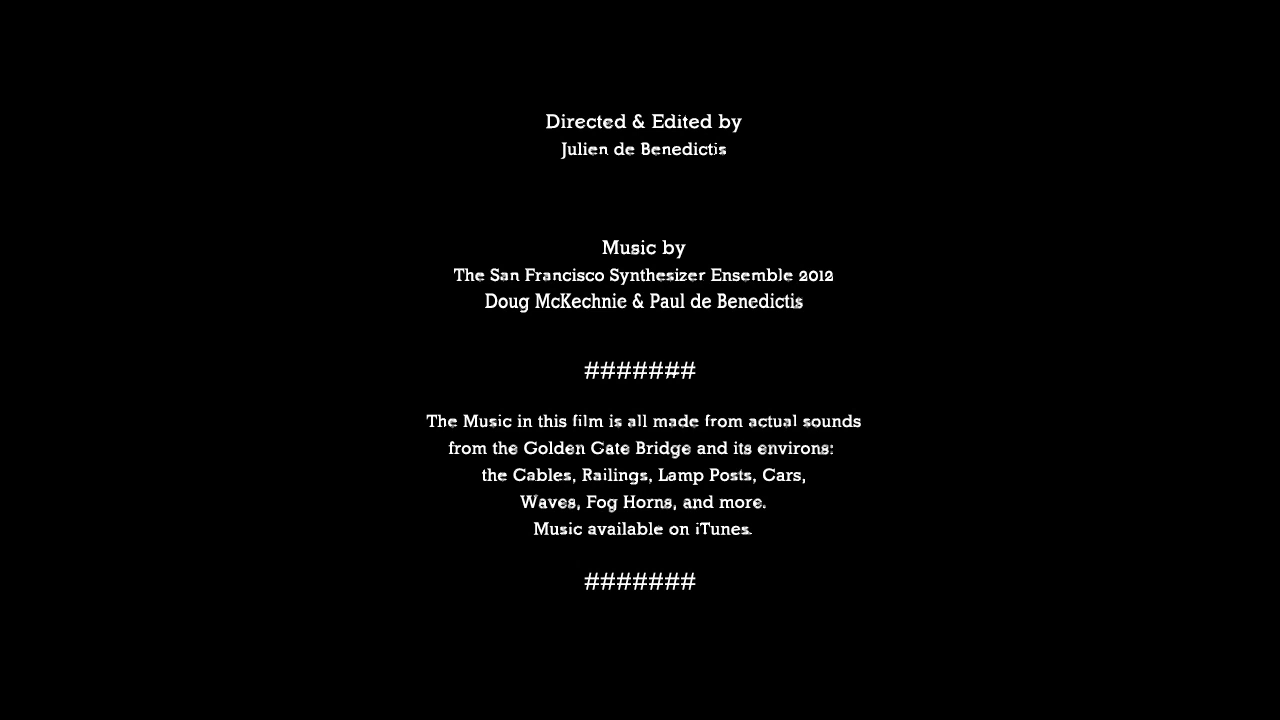 Directed & Edited by
Julien de Benedictis
Music by
The San Francisco Synthesizer Ensemble 2012
Doug McKechnie & Paul de Benedictis
#######
The Music in this film is all made from actual sounds
from the Golden Gate Bridge and its environs:
the Cables, Railings, Lamp Posts, Cars,
Waves, Fog Horns, and more.
Music available on iTunes.
#######